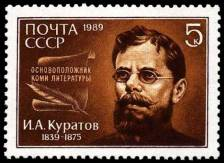 ПОЧТА 1989
СССР
5 К
ОСНОВОПОЛОЖНИК
КОМИ ЛИТЕРАТУРЫ
И.А.Куратов
1839-1875